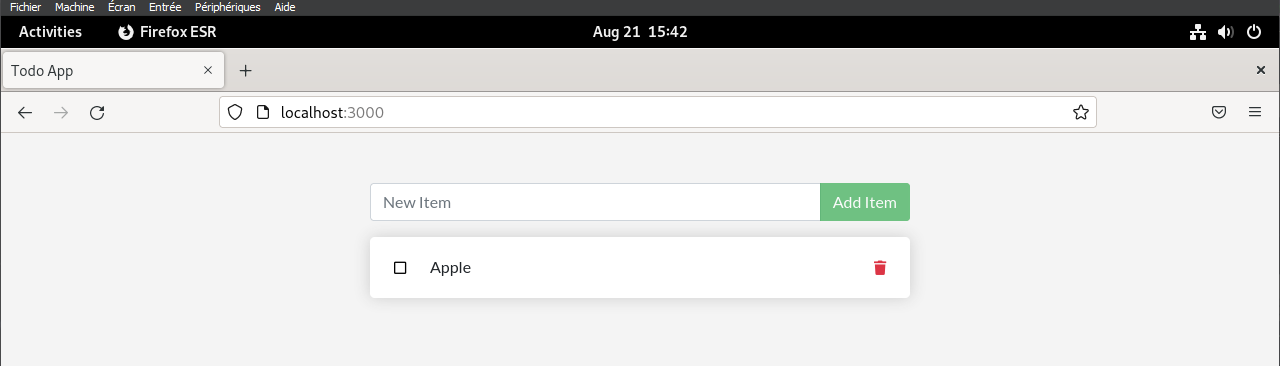 Fichier Machine Écran Entrée Périphériques Aide
Activities Firefox ESR Aug 21 15:42
Todo App
localhost:3000
New Item Add Item
Apple